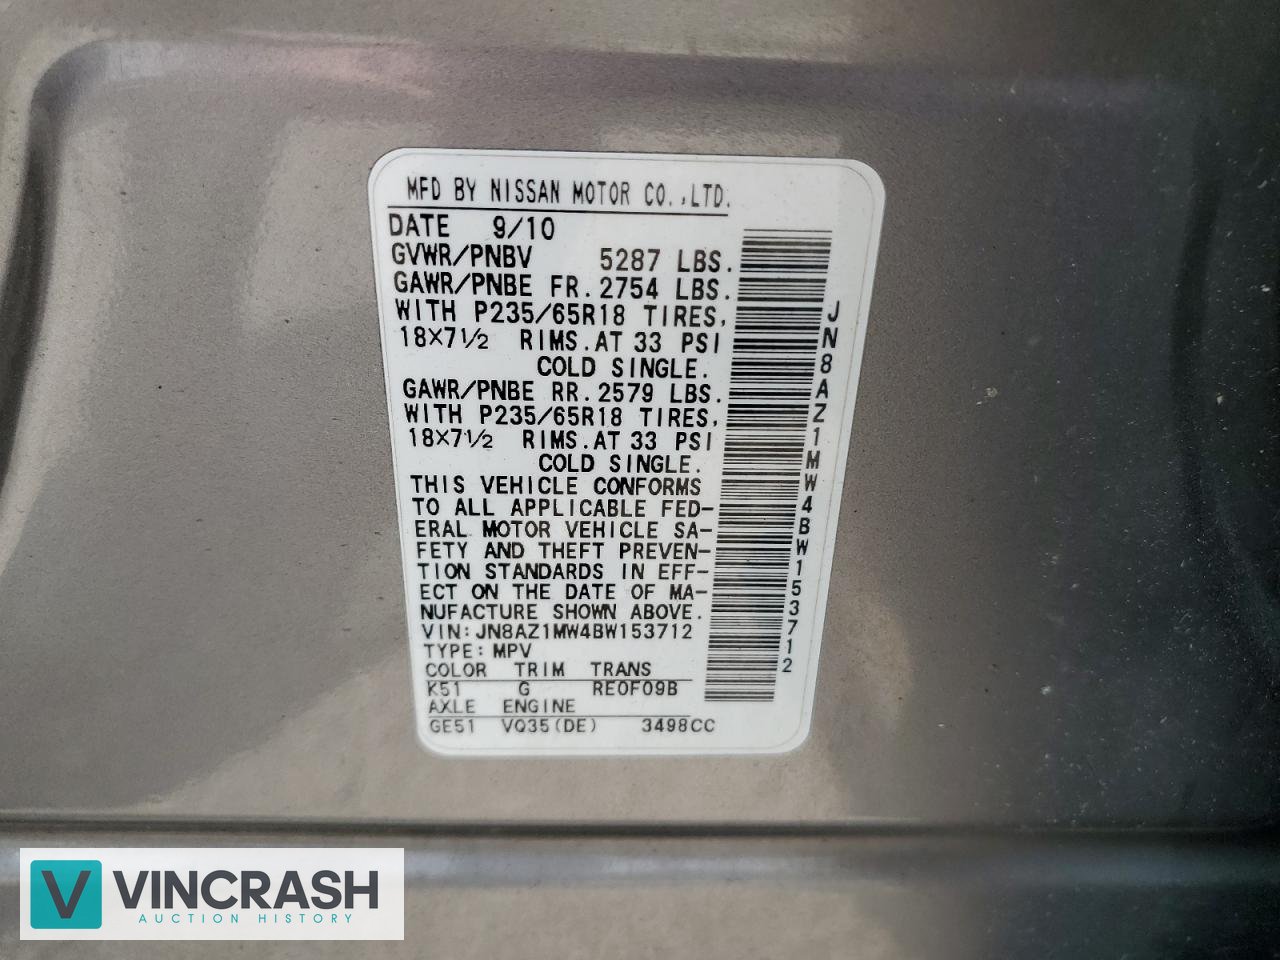 MFD BY NISSAN MOTOR CO.,LTD.
DATE 9/10
GVWR/PNBV 5287 LBS.
GAWR/PNBE FR. 2754 LBS.
WITH P235/65R18 TIRES,
18×7½ RIMS. AT 33 PSI
COLD SINGLE.
GAWR/PNBE RR. 2579 LBS.
WITH P235/65R18 TIRES,
18×7½ RIMS. AT 33 PSI
COLD SINGLE.
THIS VEHICLE CONFORMS
TO ALL APPLICABLE FED-
ERAL MOTOR VEHICLE SA-
FETY AND THEFT PREVEN-
TION STANDARDS IN EFF-
ECT ON THE DATE OF MA-
NUFACTURE SHOWN ABOVE.
VIN: JN8AZ1MW4BW153712
TYPE: MPV
COLOR TRIM TRANS
K51 G RE0F09B
AXLE ENGINE
GE51 VQ35(DE) 3498CC
JN8AZ1MW4BW153712
V VINCRASH
AUCTION HISTORY